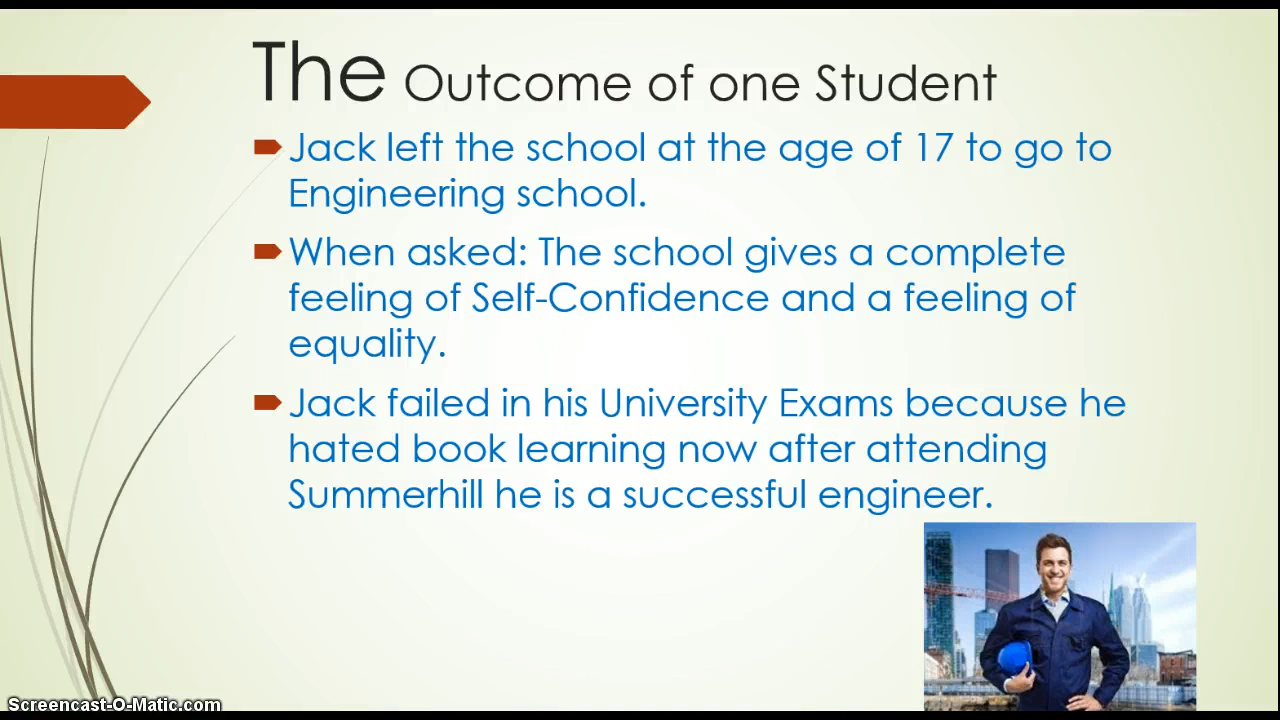 The Outcome of one Student
Jack left the school at the age of 17 to go to
Engineering school.
When asked: The school gives a complete
feeling of Self-Confidence and a feeling of
equality.
Jack failed in his University Exams because he
hated book learning now after attending
Summerhill he is a successful engineer.
Screencast-O-Matic.com